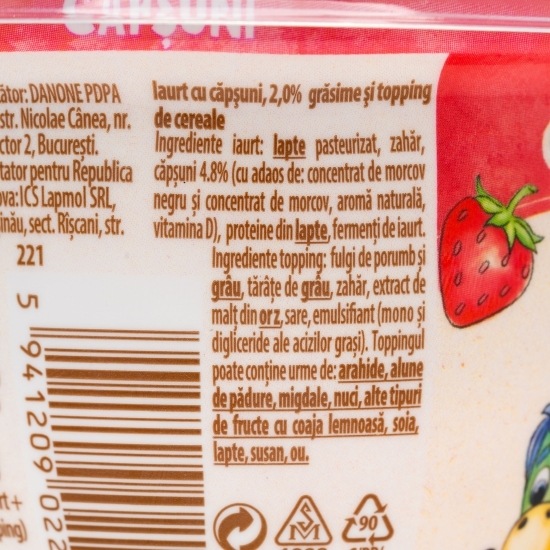 CĂPȘUNI
ător: DANONE PDPA
str. Nicolae Cânea, nr.
ctor 2, București.
tator pentru Republica
ova: ICS Lapmol SRL,
inău, sect. Rîșcani, str.
221
Iaurt cu căpșuni, 2,0% grăsime și topping
de cereale
Ingrediente iaurt: lapte pasteurizat, zahăr,
căpșuni 4.8% (cu adaos de: concentrat de morcov
negru și concentrat de morcov, aromă naturală,
vitamina D), proteine din lapte, fermenți de iaurt.
Ingrediente topping: fulgi de porumb și
grâu, tărâțe de grâu, zahăr, extract de
malț din orz, sare, emulsifiant (mono și
digliceride ale acizilor grași). Toppingul
poate conține urme de: arahide, alune
de pădure, migdale, nuci, alte tipuri
de fructe cu coaja lemnoasă, soia,
lapte, susan, ou.
5 941209 022
rt +
ping)
90